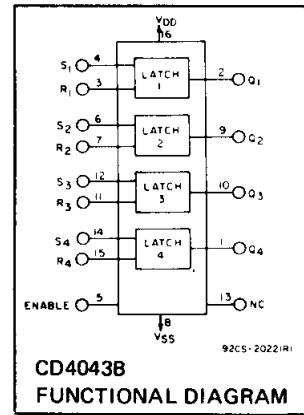 VDD
16
S1 4
LATCH 1
2 Q1
R1 3
S2 6
LATCH 2
9 Q2
R2 7
S3 12
LATCH 3
10 Q3
R3 11
S4 14
LATCH 4
1 Q4
R4 15
ENABLE 5
13 NC
8
VSS
92CS-20221R1
CD4043B
FUNCTIONAL DIAGRAM